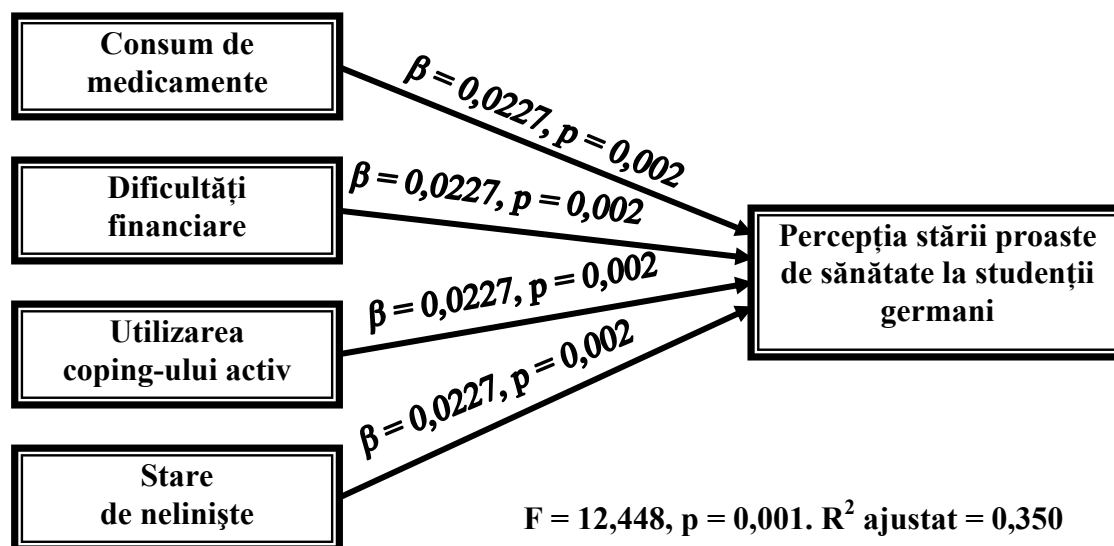 Consum de
medicamente
β = 0,0227, p = 0,002
Dificultăți
financiare
β = 0,0227, p = 0,002
Utilizarea
coping-ului activ
β = 0,0227, p = 0,002
Stare
de nelinişte
β = 0,0227, p = 0,002
Percepția stării proaste
de sănătate la studenții
germani
F = 12,448, p = 0,001. R² ajustat = 0,350